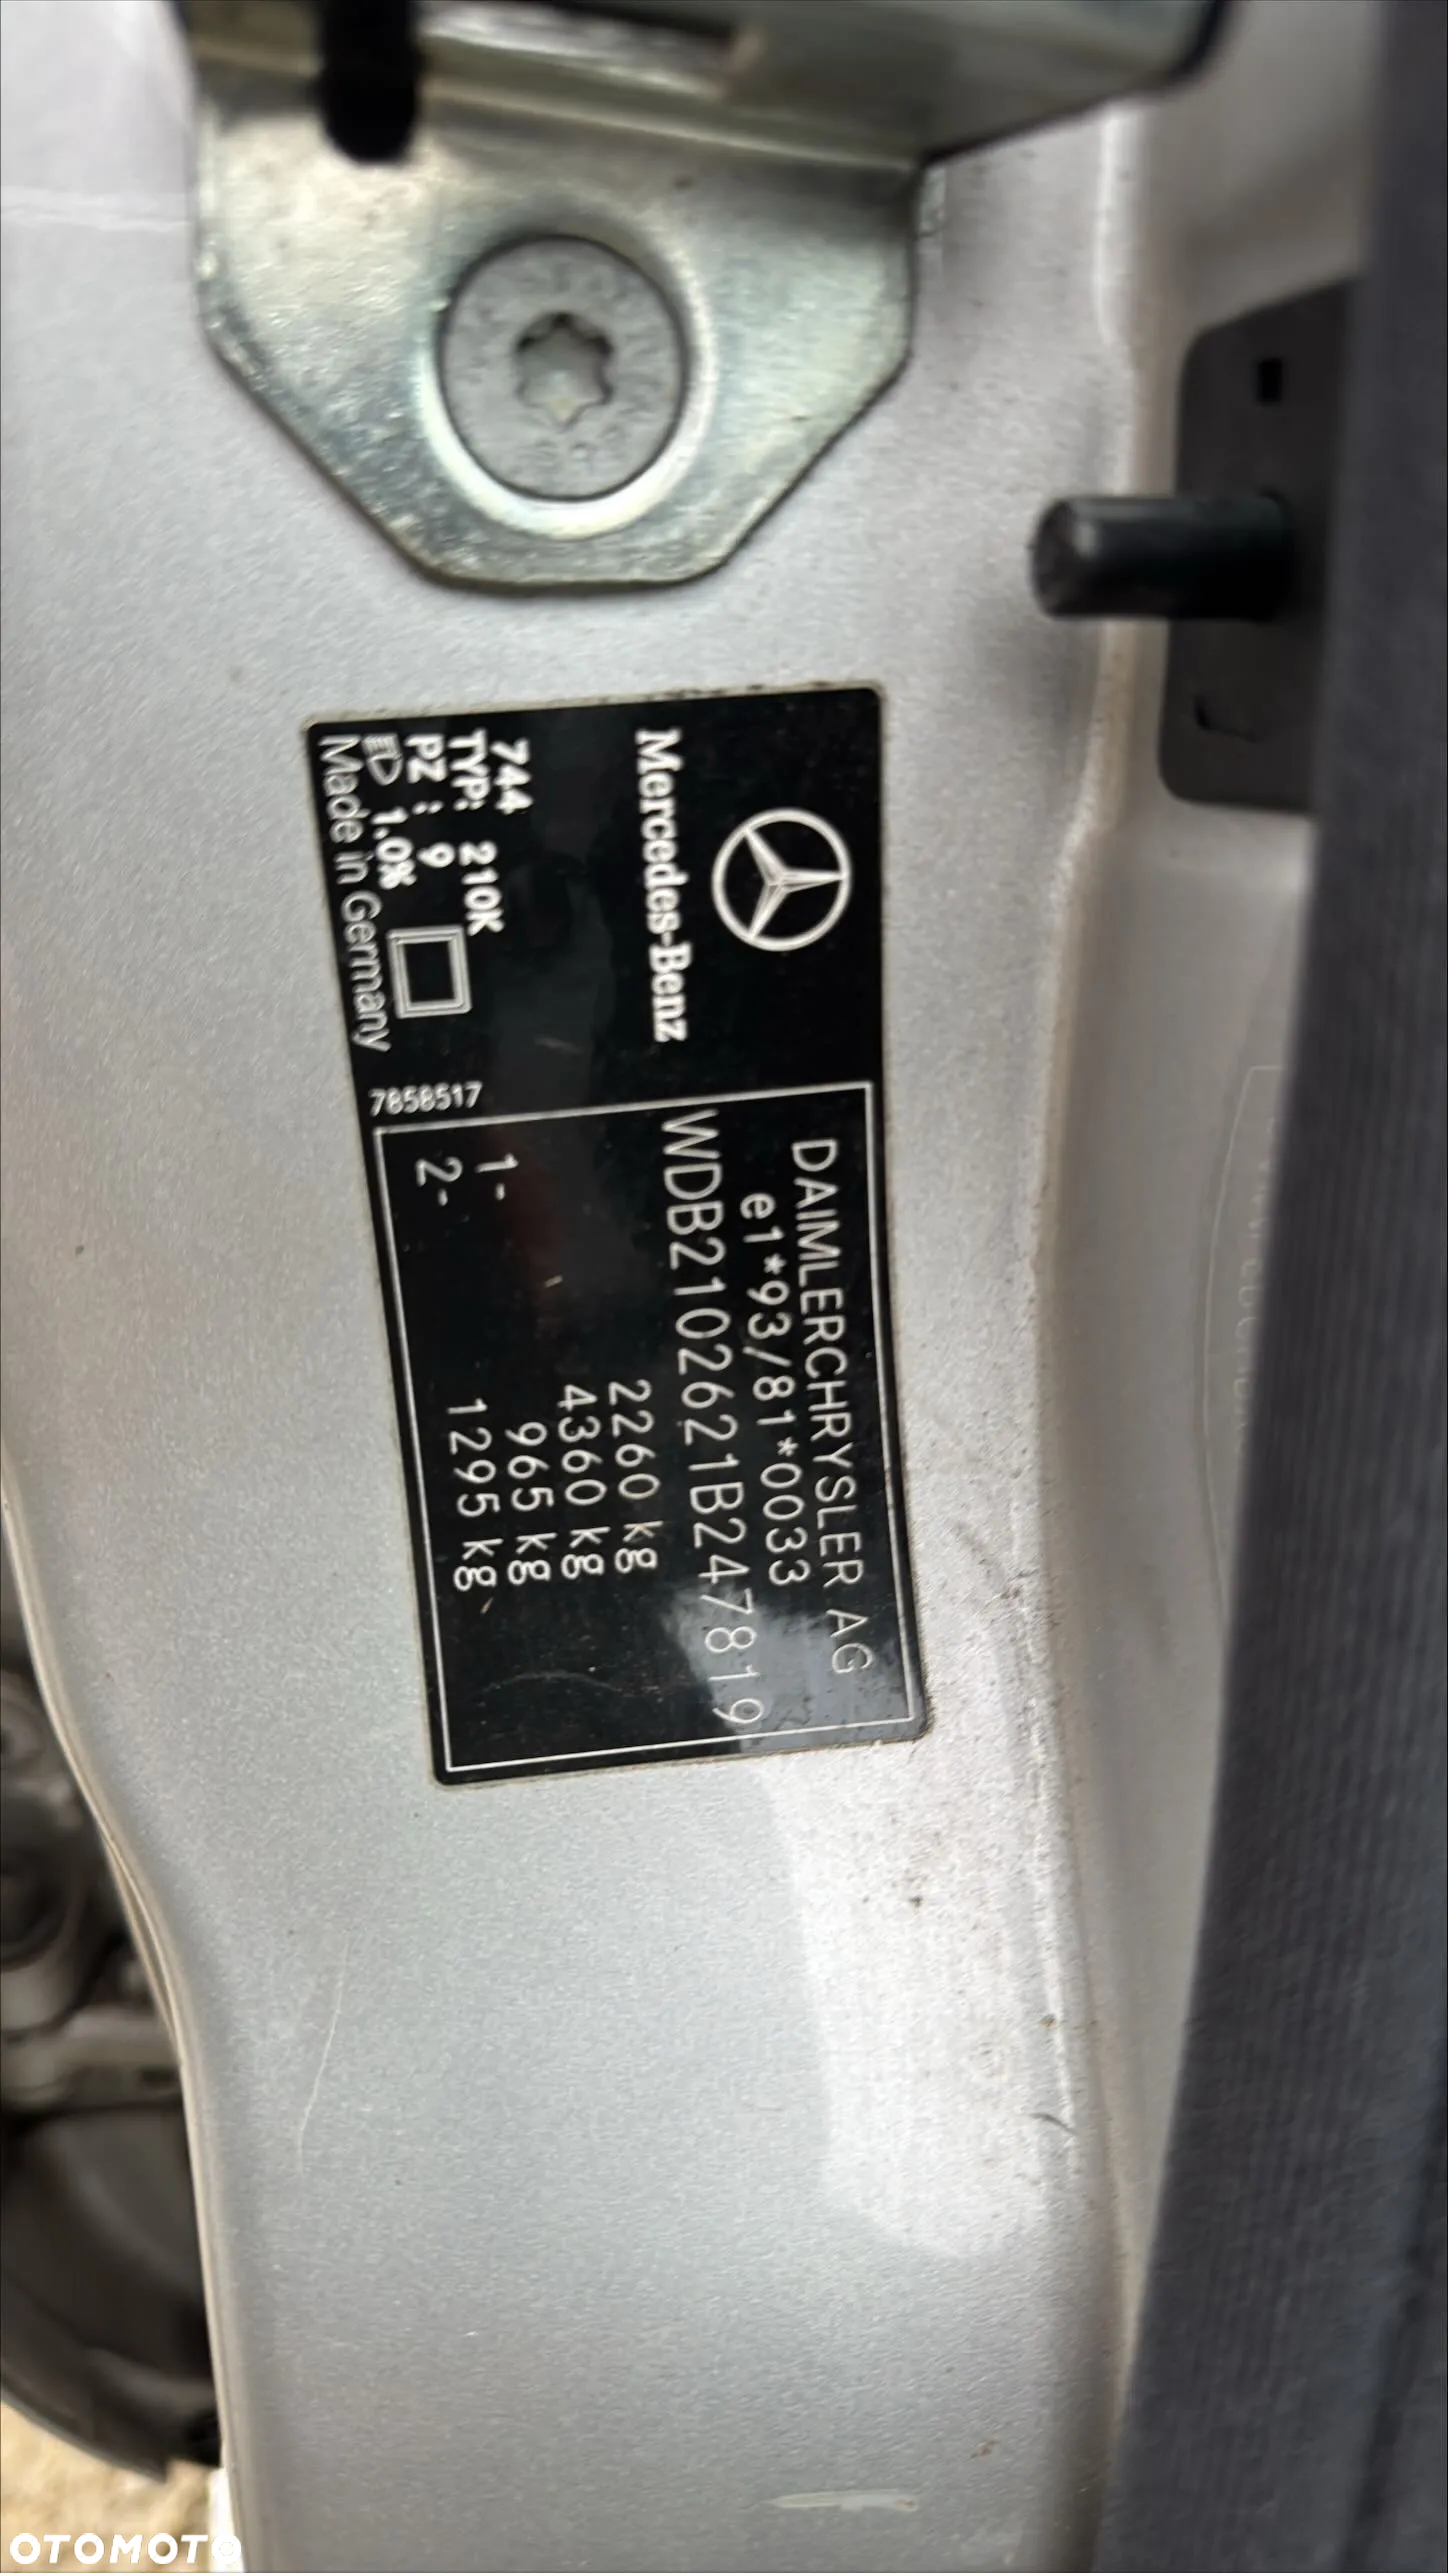 Mercedes-Benz
744
TYP: 210K
PZ : 9
1.0%
Made in Germany
7858517
DAIMLERCHRYSLER AG
e1*93/81*0033
WDB2102621B247819
2260 kg
4360 kg
1- 965 kg
2- 1295 kg
OTOMOTO